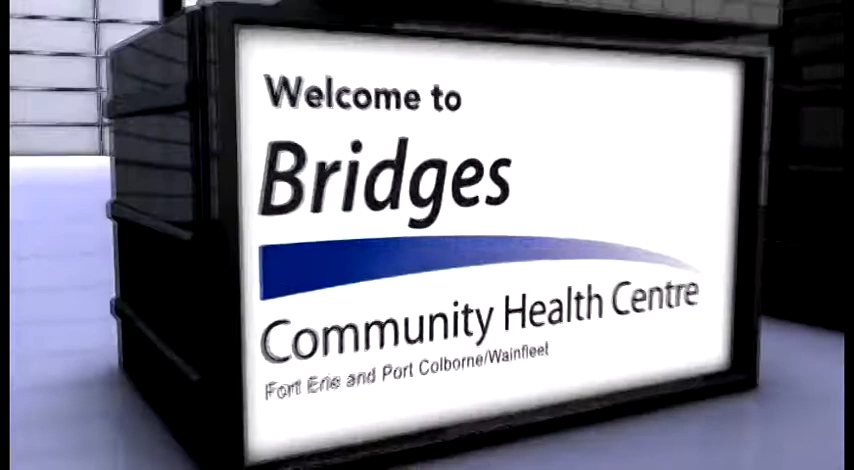 Welcome to
Bridges
Community Health Centre
Fort Erie and Port Colborne/Wainfleet